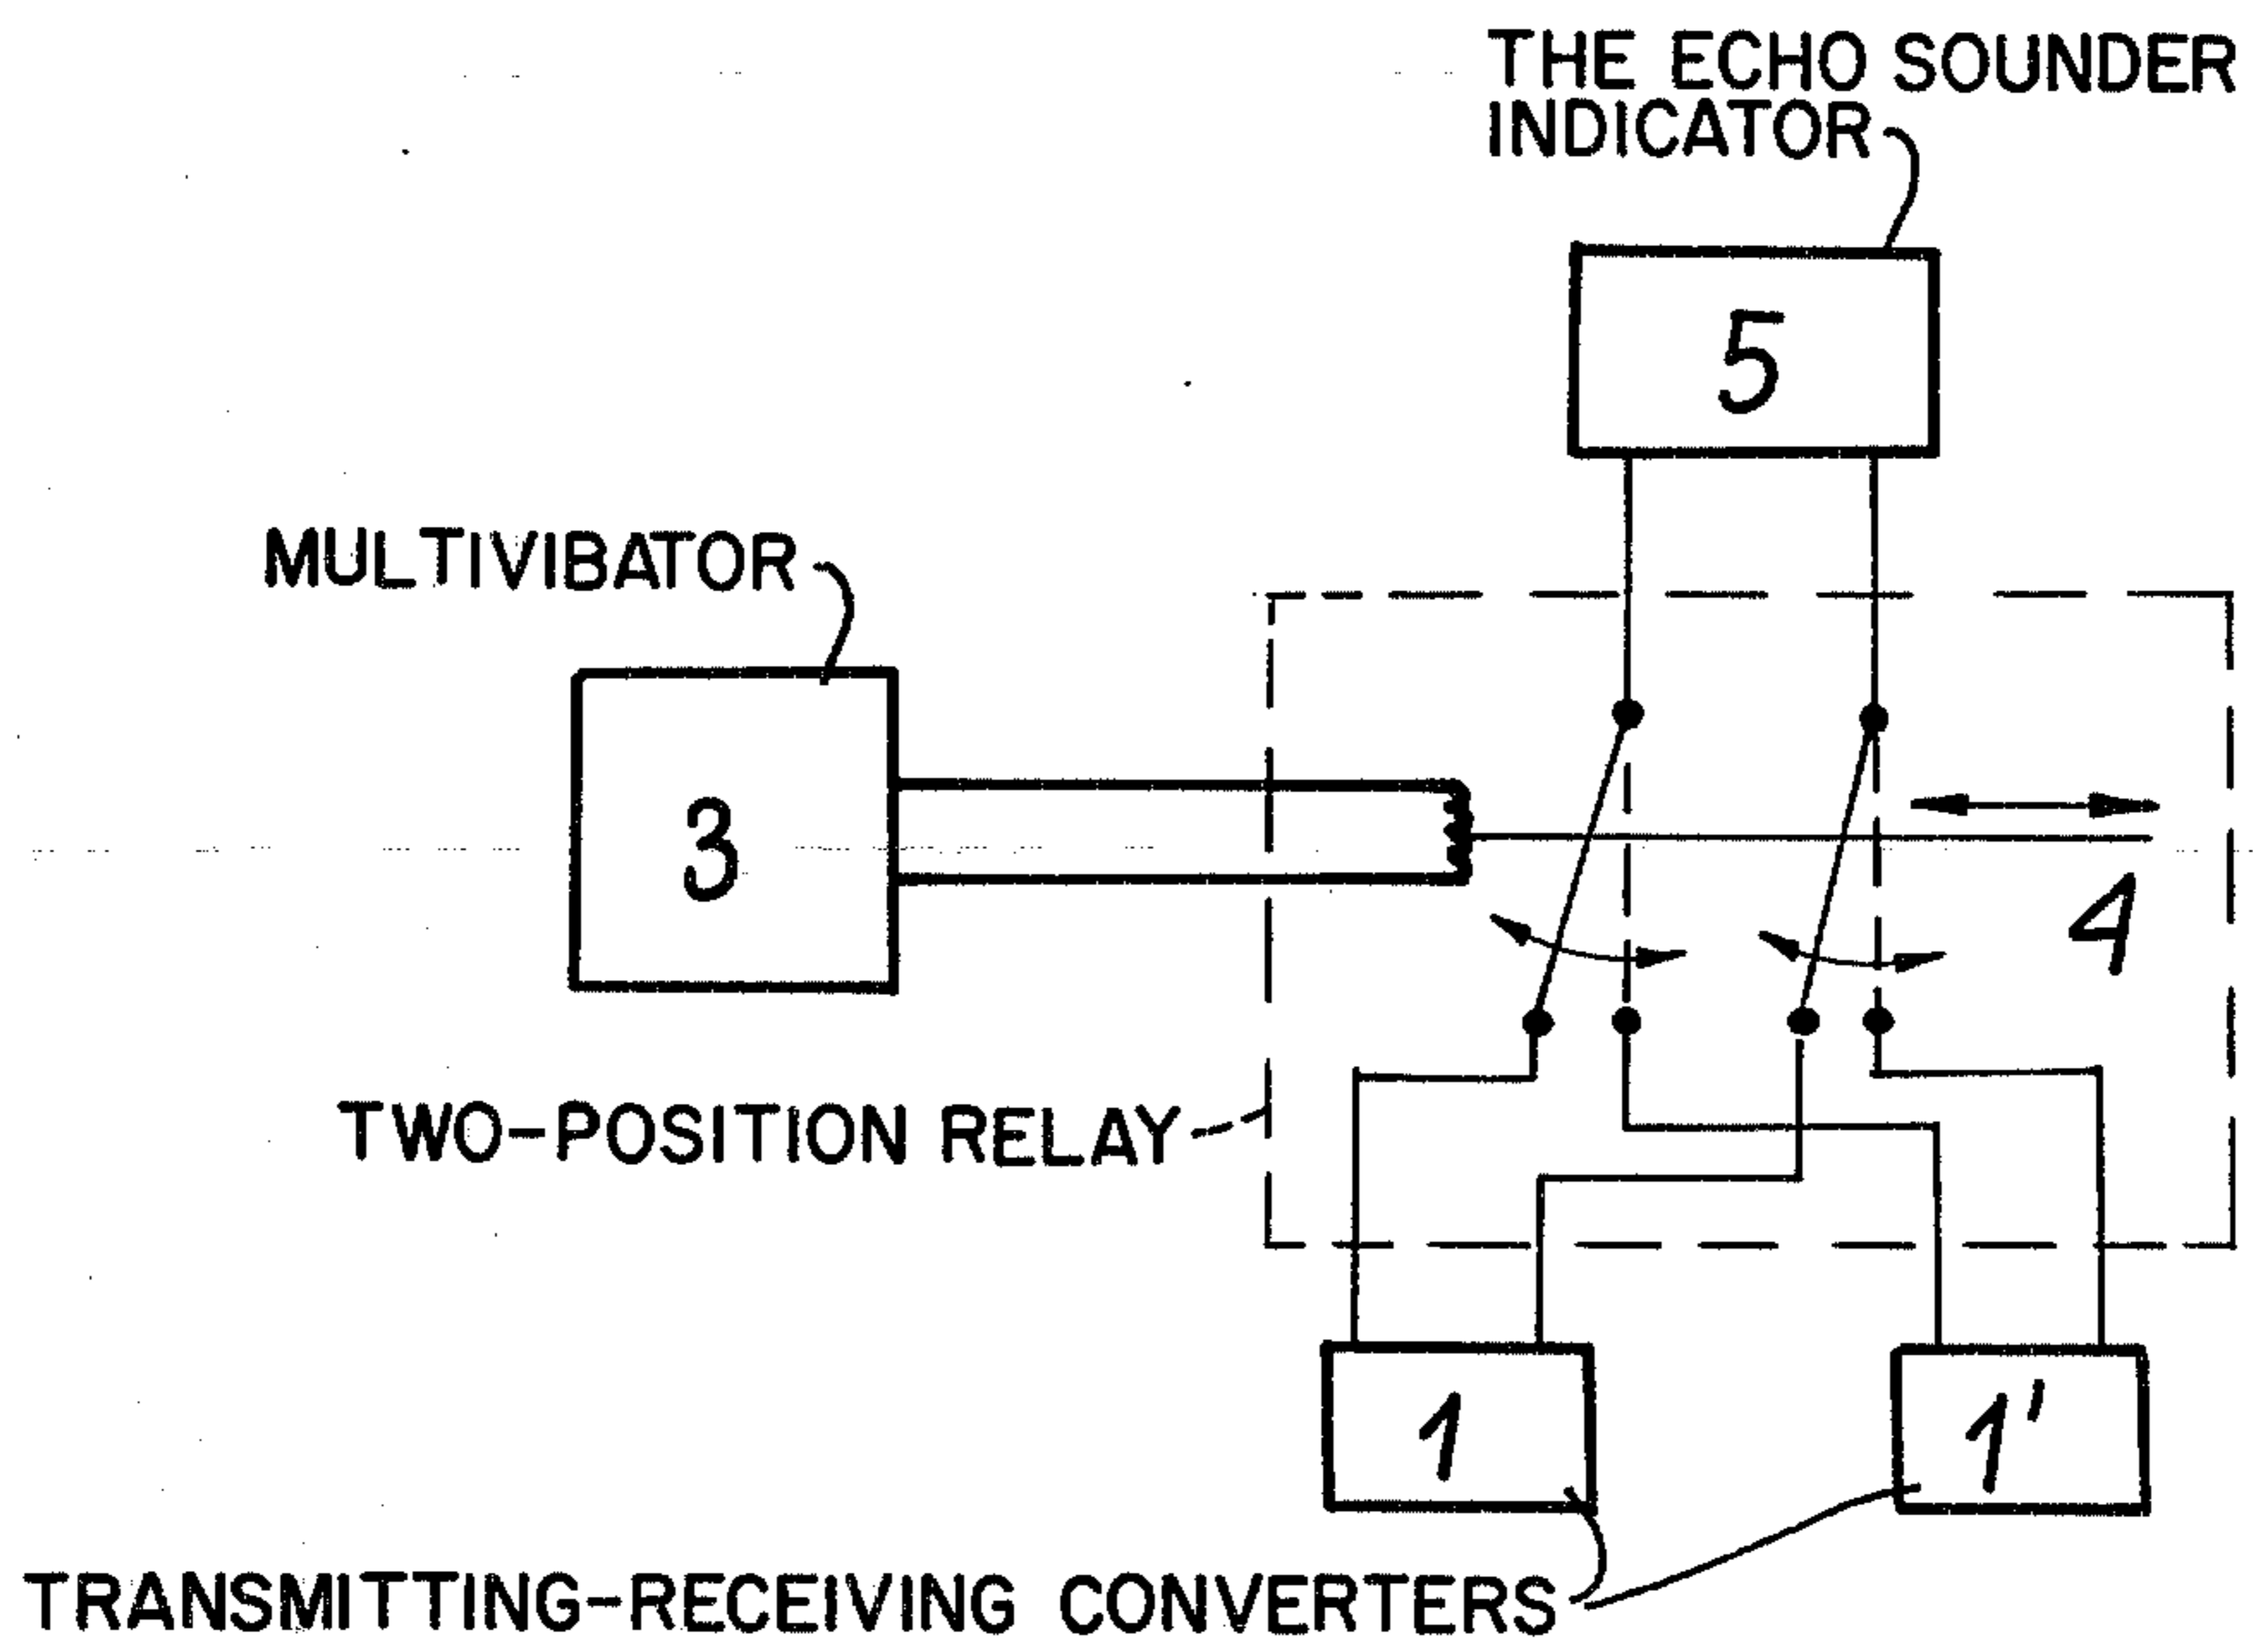 THE ECHO SOUNDER
INDICATOR
5
MULTIVIBATOR
3
4
TWO-POSITION RELAY
1
1'
TRANSMITTING-RECEIVING CONVERTERS